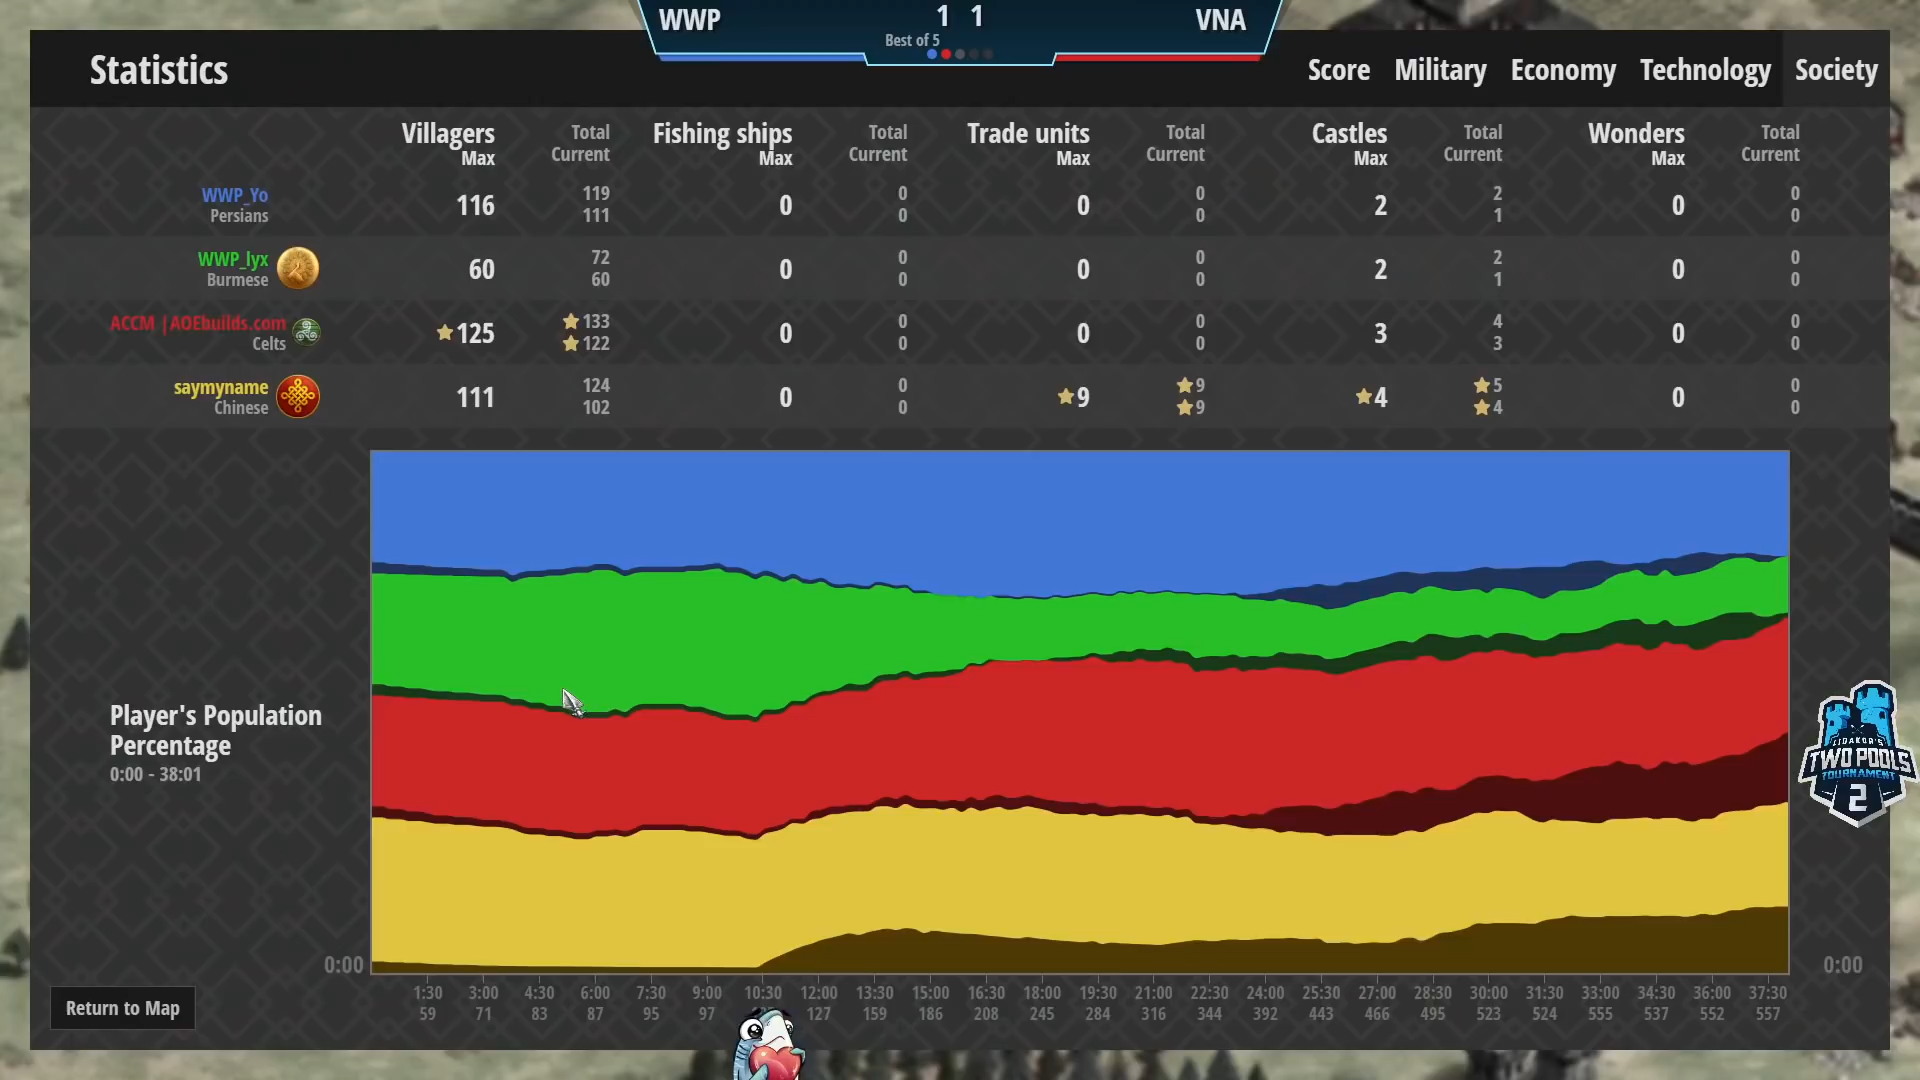 WWP 1 1 VNA
Best of 5
Statistics Score Military Economy Technology Society
Villagers Total Fishing ships Total Trade units Total Castles Total Wonders Total
Max Current Max Current Max Current Max Current Max Current
WWP_Yo
Persians
116 119 0 0 0 0 2 2 0 0
111 0 0 1 0
WWP_lyx
Burmese
60 72 0 0 0 0 2 2 0 0
60 0 0 1 0
ACCM |AOEbuilds.com
Celts
125 133 0 0 0 0 3 4 0 0
122 0 0 3 0
saymyname
Chinese
111 124 0 0 9 9 4 5 0 0
102 0 9 4 0
Player's Population
Percentage
0:00 - 38:01
LIDAKOR'S
TWO POOLS
TOURNAMENT
2
0:00 0:00
1:30 3:00 4:30 6:00 7:30 9:00 10:30 12:00 13:30 15:00 16:30 18:00 19:30 21:00 22:30 24:00 25:30 27:00 28:30 30:00 31:30 33:00 34:30 36:00 37:30
59 71 83 87 95 97 127 159 186 208 245 284 316 344 392 443 466 495 523 524 555 537 552 557
Return to Map